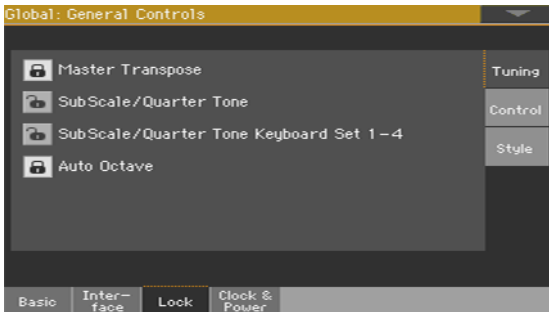 Global: General Controls
Master Transpose
SubScale/Quarter Tone
SubScale/Quarter Tone Keyboard Set 1-4
Auto Octave
Tuning
Control
Style
Basic
Inter-
face
Lock
Clock &
Power